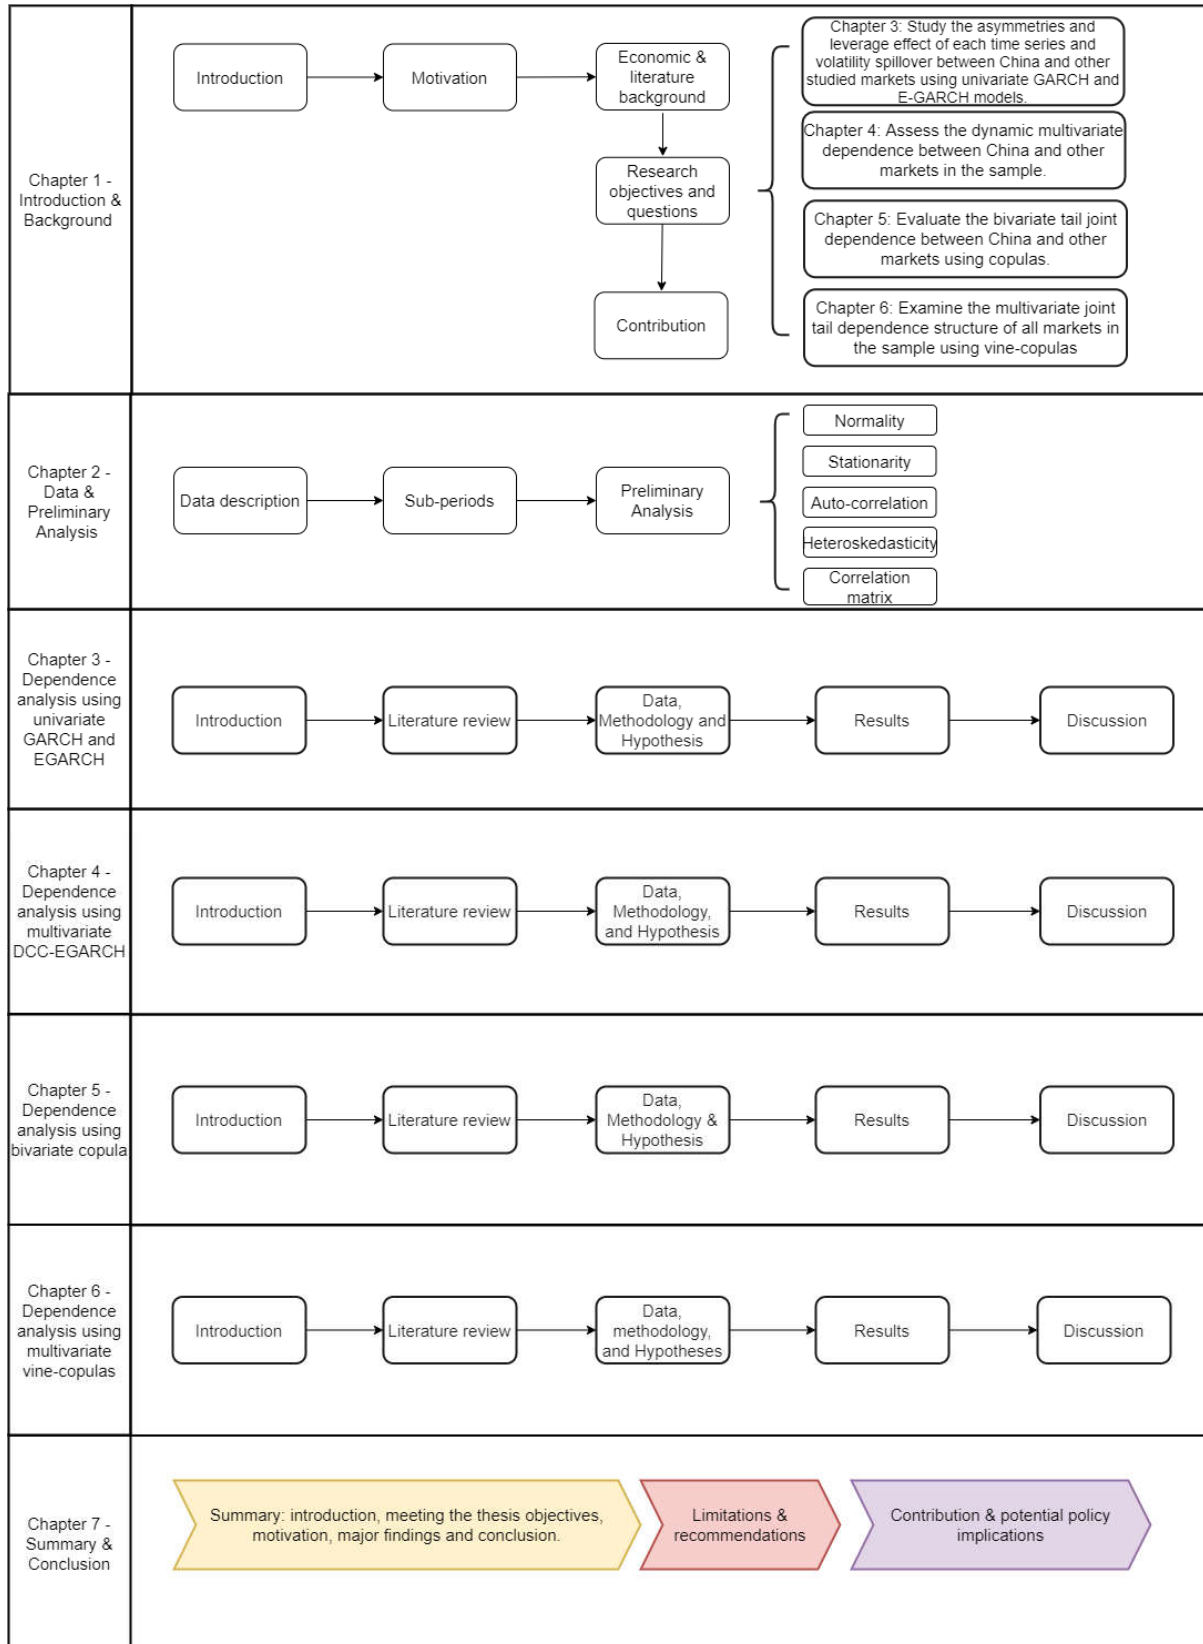 Chapter 1 -
Introduction &
Background
Introduction
Motivation
Economic &
literature
background
Research
objectives and
questions
Contribution
Chapter 3: Study the asymmetries and
leverage effect of each time series and
volatility spillover between China and other
studied markets using univariate GARCH and
E-GARCH models.
Chapter 4: Assess the dynamic multivariate
dependence between China and other
markets in the sample.
Chapter 5: Evaluate the bivariate tail joint
dependence between China and other
markets using copulas.
Chapter 6: Examine the multivariate joint
tail dependence structure of all markets in
the sample using vine-copulas
Chapter 2 -
Data &
Preliminary
Analysis
Data description
Sub-periods
Preliminary
Analysis
Normality
Stationarity
Auto-correlation
Heteroskedasticity
Correlation
matrix
Chapter 3 -
Dependence
analysis using
univariate
GARCH and
EGARCH
Introduction
Literature review
Data,
Methodology and
Hypothesis
Results
Discussion
Chapter 4 -
Dependence
analysis using
multivariate
DCC-EGARCH
Introduction
Literature review
Data,
Methodology,
and Hypothesis
Results
Discussion
Chapter 5 -
Dependence
analysis using
bivariate copula
Introduction
Literature review
Data,
Methodology &
Hypothesis
Results
Discussion
Chapter 6 -
Dependence
analysis using
multivariate
vine-copulas
Introduction
Literature review
Data,
methodology,
and Hypotheses
Results
Discussion
Chapter 7 -
Summary &
Conclusion
Summary: introduction, meeting the thesis objectives,
motivation, major findings and conclusion.
Limitations &
recommendations
Contribution & potential policy
implications